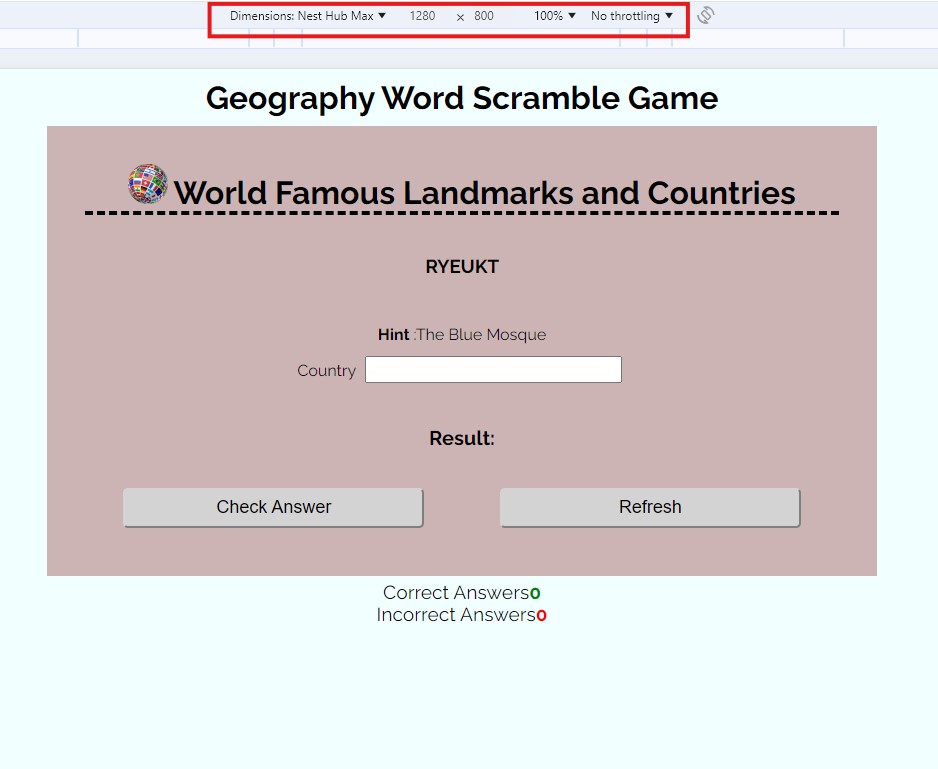 Dimensions: Nest Hub Max ▼ 1280 × 800 100% ▼ No throttling ▼
Geography Word Scramble Game
World Famous Landmarks and Countries
RYEUKT
Hint :The Blue Mosque
Country
Result:
Check Answer Refresh
Correct Answers0
Incorrect Answers0